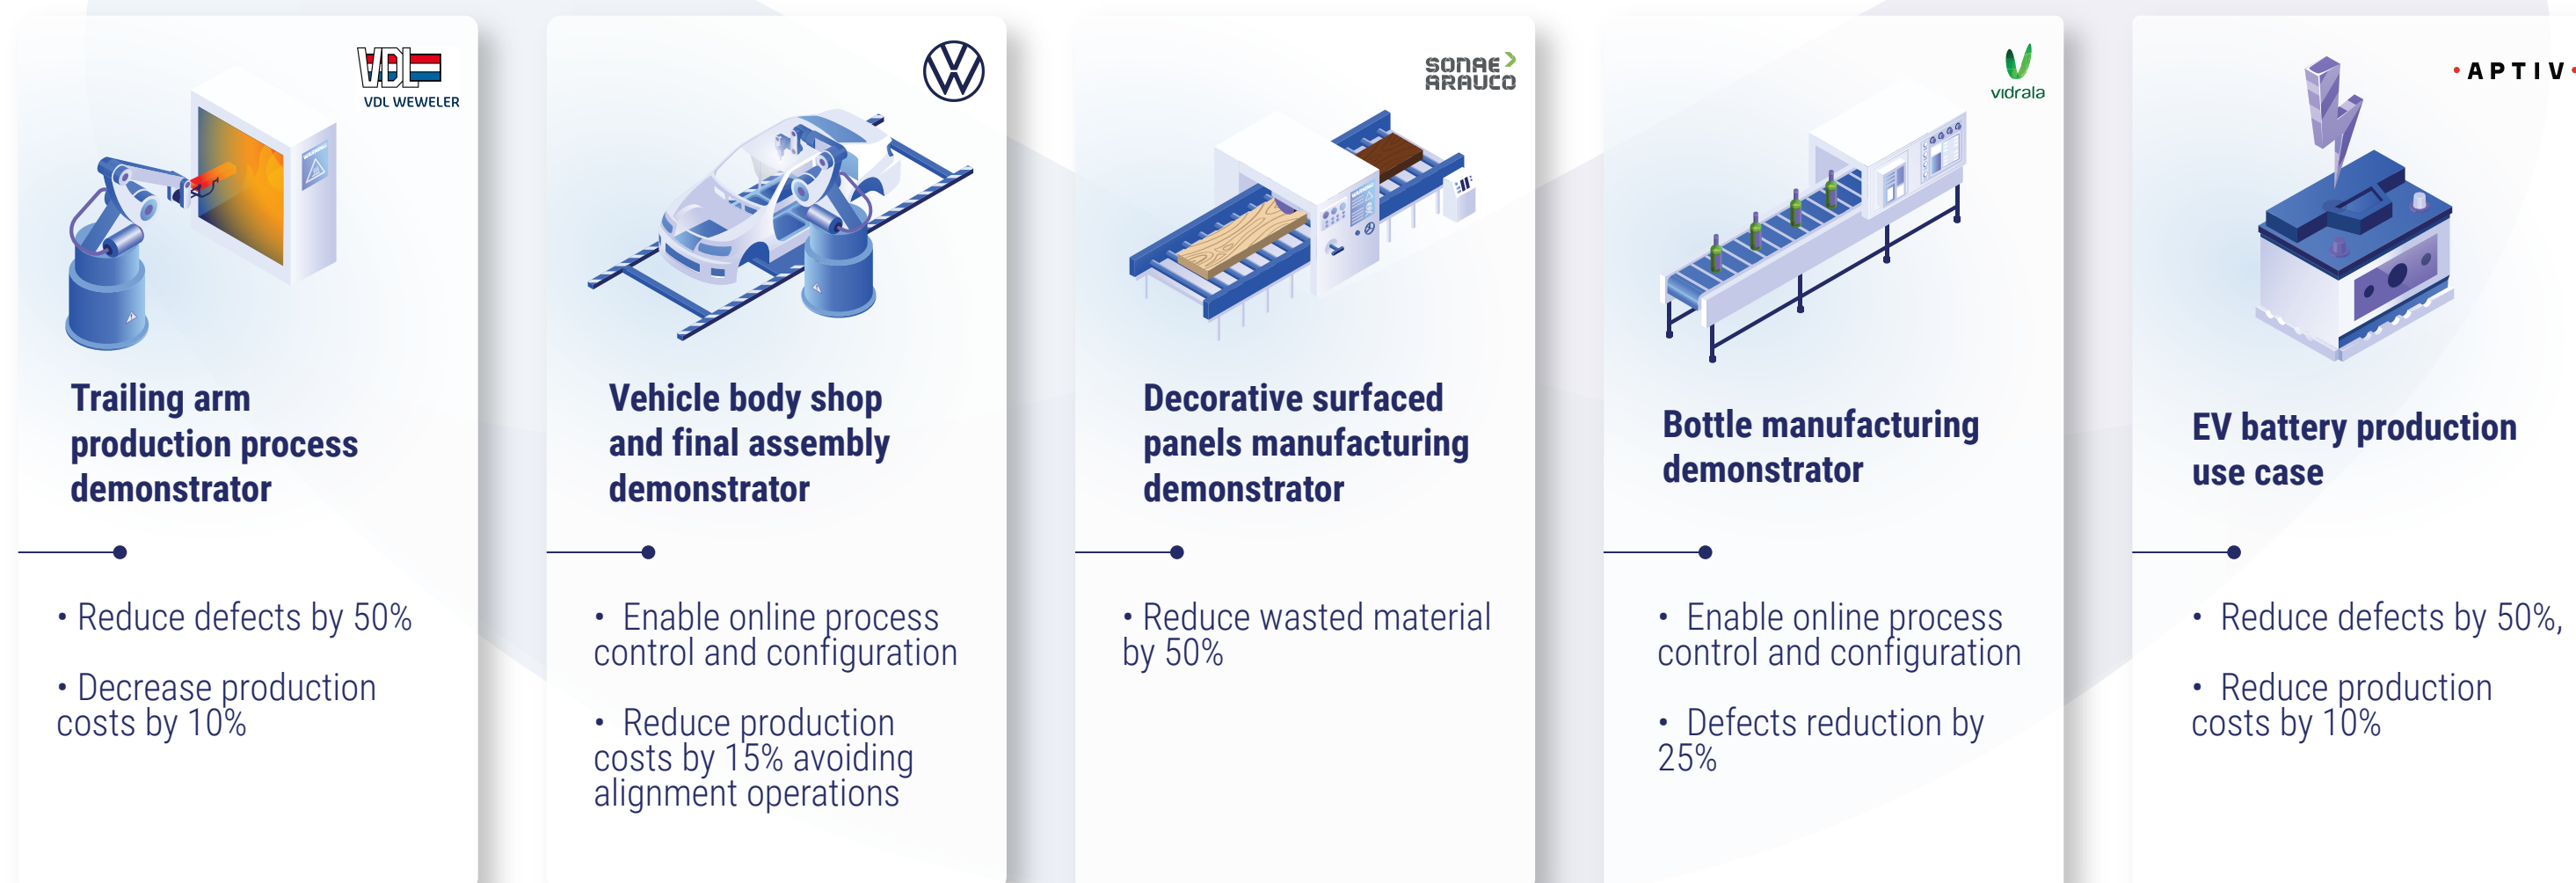 VDL
VDL WEWELER
Trailing arm
production process
demonstrator
• Reduce defects by 50%
• Decrease production
costs by 10%
Vehicle body shop
and final assembly
demonstrator
• Enable online process
control and configuration
• Reduce production
costs by 15% avoiding
alignment operations
SONAE
ARAUCO
Decorative surfaced
panels manufacturing
demonstrator
• Reduce wasted material
by 50%
vidrala
Bottle manufacturing
demonstrator
• Enable online process
control and configuration
• Defects reduction by
25%
• APTIV •
EV battery production
use case
• Reduce defects by 50%,
• Reduce production
costs by 10%